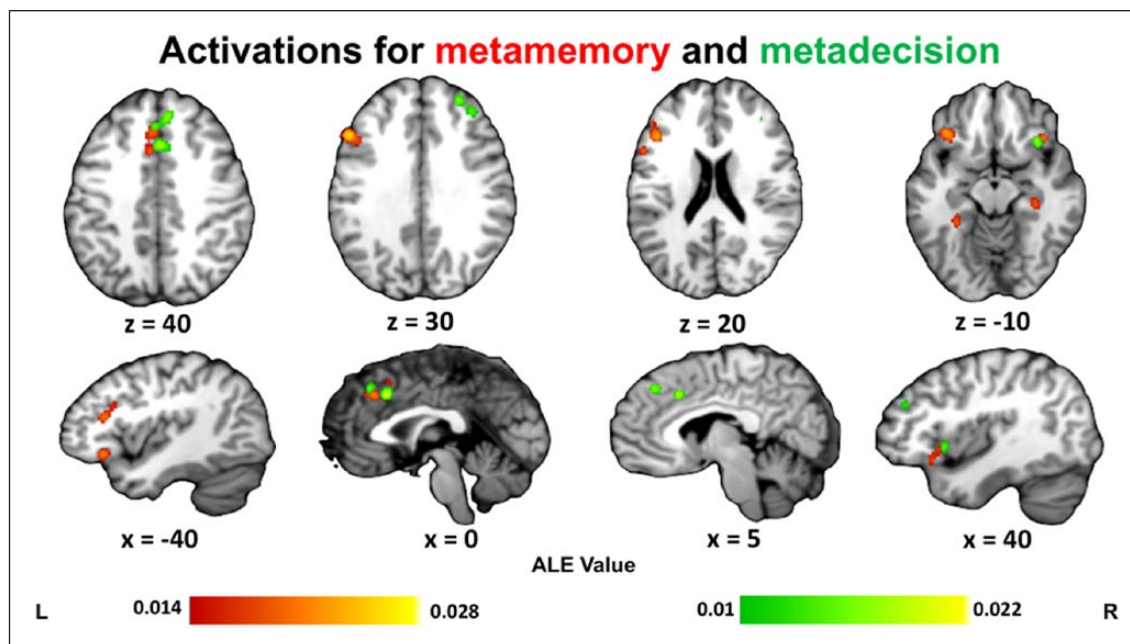 Activations for metamemory and metadecision
z = 40
z = 30
z = 20
z = -10
x = -40
x = 0
x = 5
x = 40
ALE Value
L
0.014
0.028
0.01
0.022
R